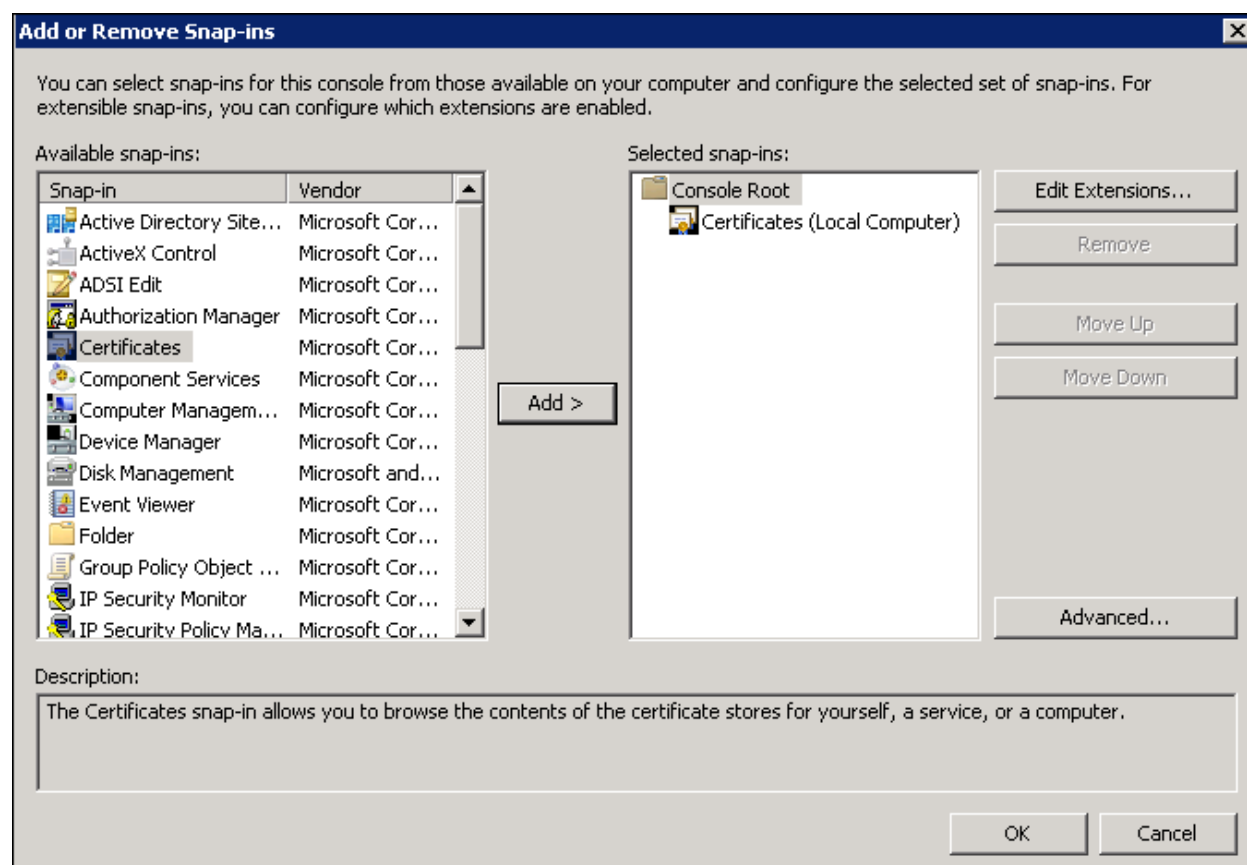 Add or Remove Snap-ins
You can select snap-ins for this console from those available on your computer and configure the selected set of snap-ins. For
extensible snap-ins, you can configure which extensions are enabled.
Available snap-ins:
Snap-in Vendor
Active Directory Site... Microsoft Cor...
ActiveX Control Microsoft Cor...
ADSI Edit Microsoft Cor...
Authorization Manager Microsoft Cor...
Certificates Microsoft Cor...
Component Services Microsoft Cor...
Computer Managem... Microsoft Cor...
Device Manager Microsoft Cor...
Disk Management Microsoft and...
Event Viewer Microsoft Cor...
Folder Microsoft Cor...
Group Policy Object ... Microsoft Cor...
IP Security Monitor Microsoft Cor...
IP Security Policy Ma... Microsoft Cor...
Add >
Selected snap-ins:
Console Root
Certificates (Local Computer)
Edit Extensions...
Remove
Move Up
Move Down
Advanced...
Description:
The Certificates snap-in allows you to browse the contents of the certificate stores for yourself, a service, or a computer.
OK
Cancel